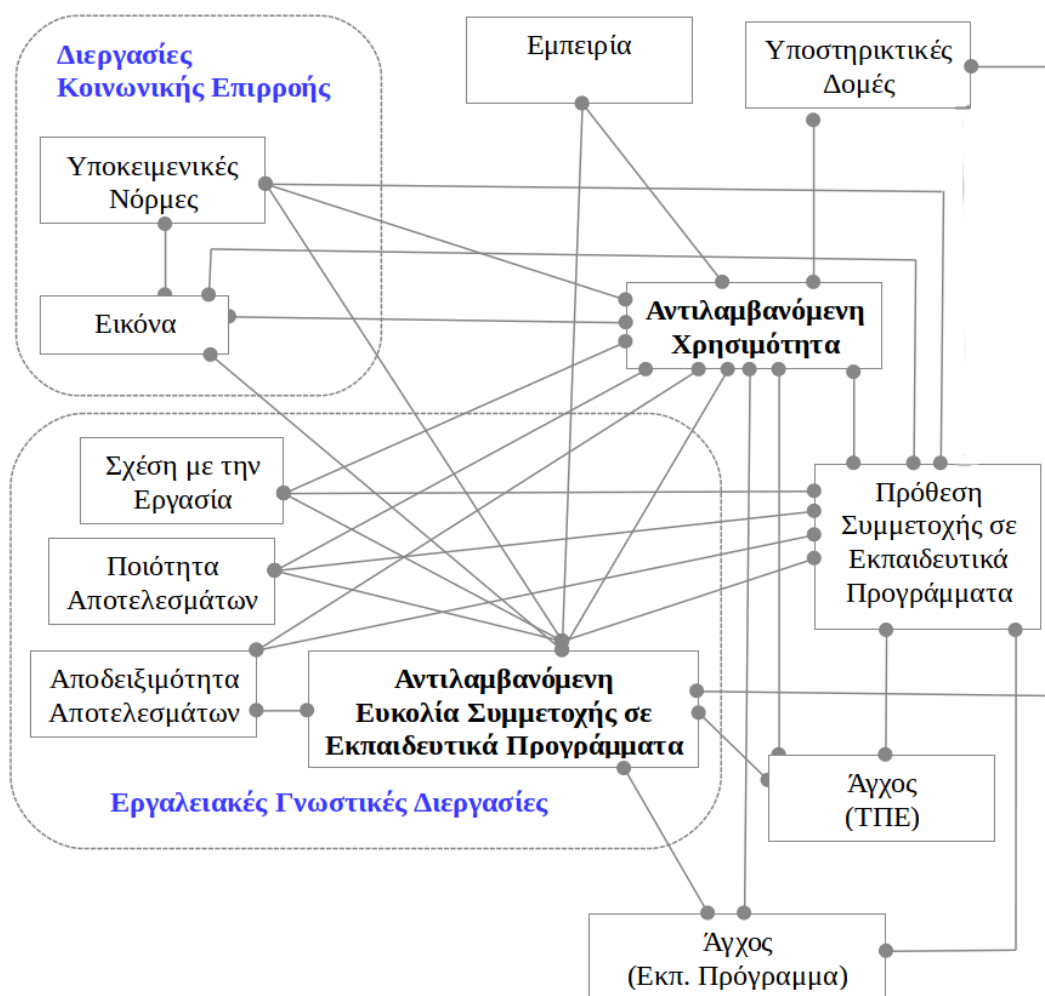 Διεργασίες
Κοινωνικής Επιρροής
Εμπειρία
Υποστηρικτικές
Δομές
Υποκειμενικές
Νόρμες
Εικόνα
Αντιλαμβανόμενη
Χρησιμότητα
Σχέση με την
Εργασία
Πρόθεση
Συμμετοχής σε
Εκπαιδευτικά
Προγράμματα
Ποιότητα
Αποτελεσμάτων
Αποδειξιμότητα
Αποτελεσμάτων
Αντιλαμβανόμενη
Ευκολία Συμμετοχής σε
Εκπαιδευτικά Προγράμματα
Εργαλειακές Γνωστικές Διεργασίες
Άγχος
(ΤΠΕ)
Άγχος
(Εκπ. Πρόγραμμα)